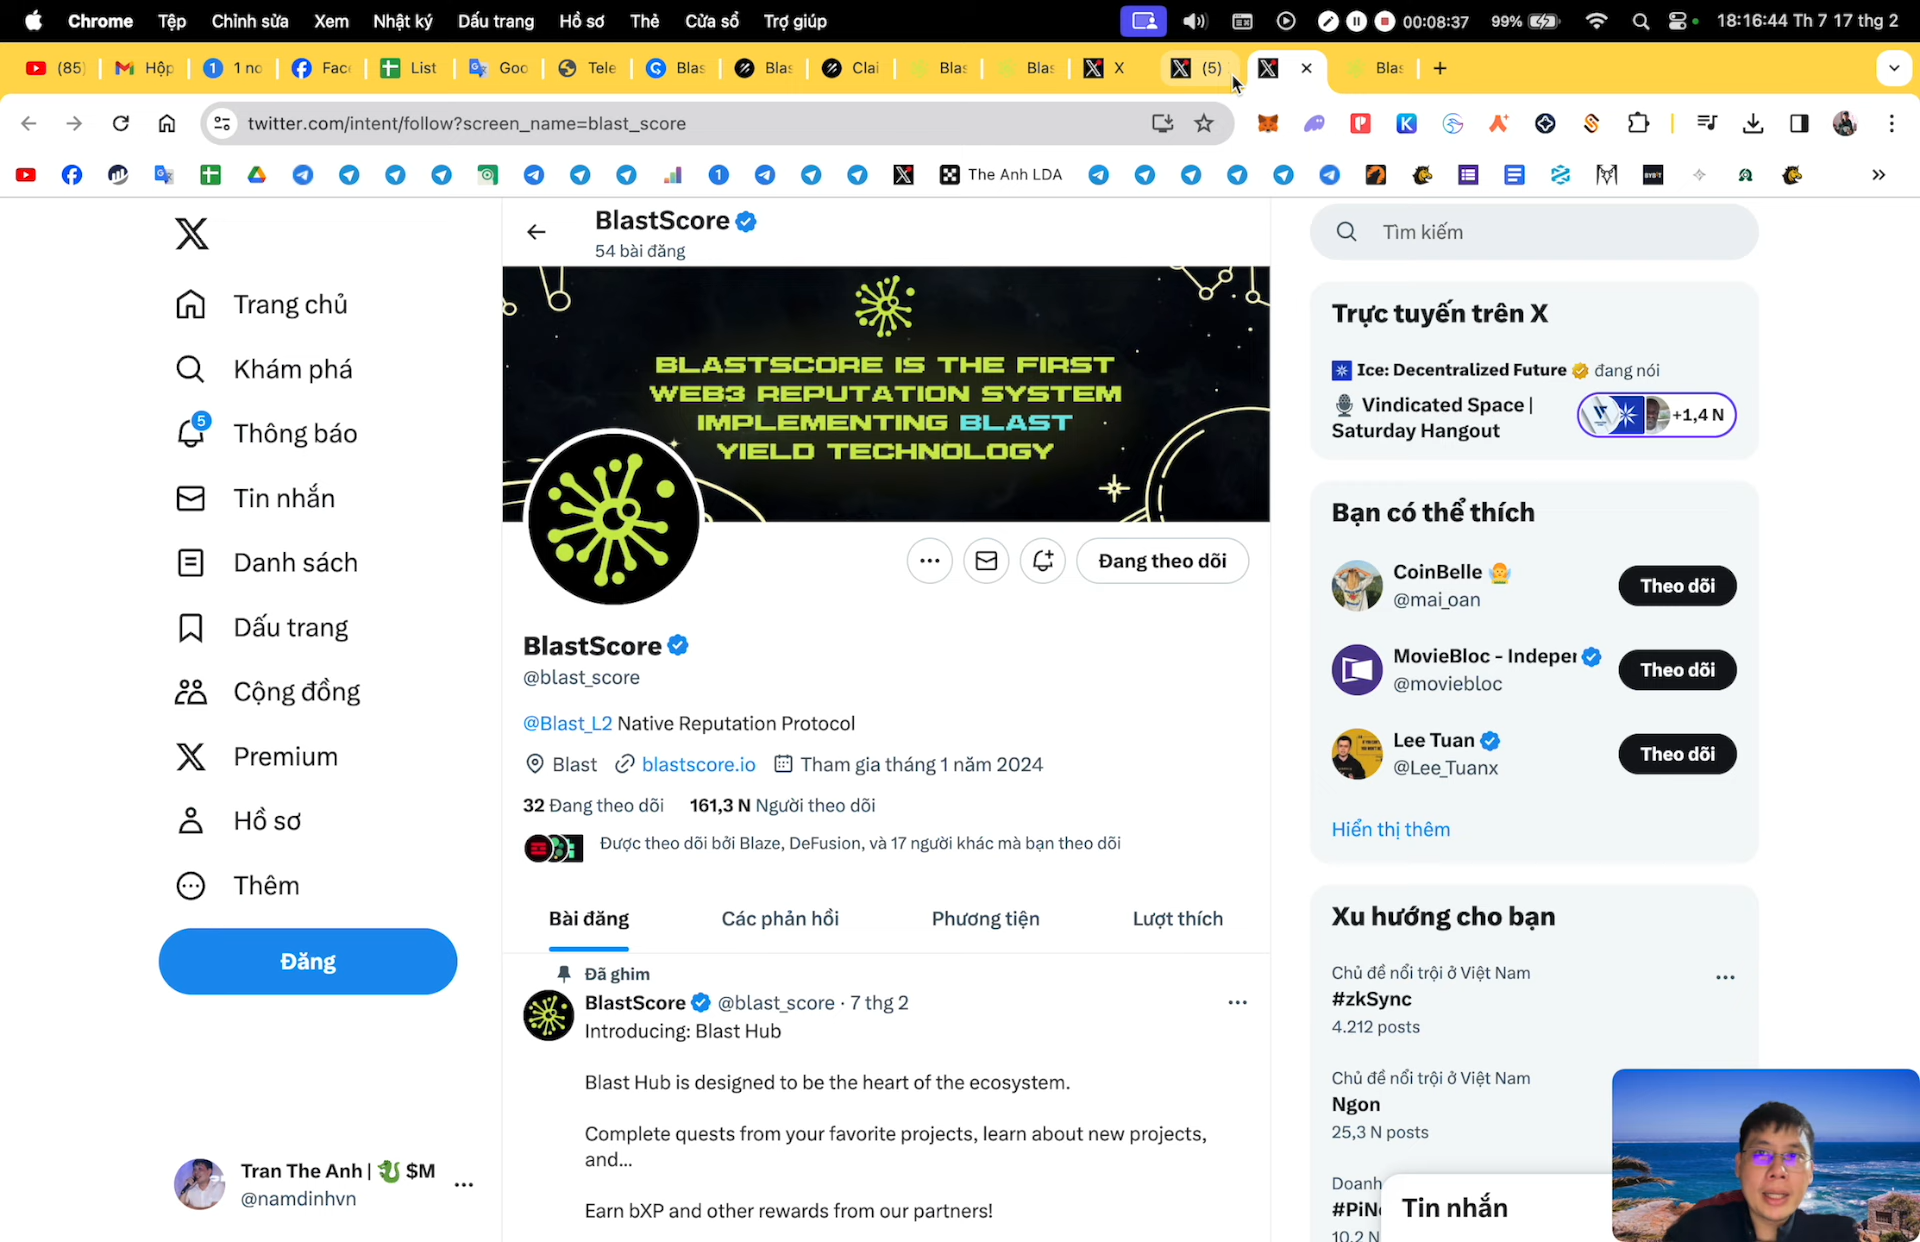 Chrome Tệp Chỉnh sửa Xem Nhật ký Dấu trang Hồ sơ Thẻ Cửa sổ Trợ giúp 00:08:37 99% 18:16:44 Th 7 17 thg 2
(85) Hộp 1 1 no Face List Goo Tele Blas Blas Clai Blas Blas X (5) Blas
twitter.com/intent/follow?screen_name=blast_score
The Anh LDA
BlastScore
54 bài đăng
Tìm kiếm
Trang chủ
Khám phá
5
Thông báo
Tin nhắn
Danh sách
Dấu trang
Cộng đồng
Premium
Hồ sơ
Thêm
Đăng
Tran The Anh | $M
@namdinhvn
BLASTSCORE IS THE FIRST
WEB3 REPUTATION SYSTEM
IMPLEMENTING BLAST
YIELD TECHNOLOGY
Đang theo dõi
BlastScore
@blast_score
@Blast_L2 Native Reputation Protocol
Blast blastscore.io Tham gia tháng 1 năm 2024
32 Đang theo dõi 161,3 N Người theo dõi
Được theo dõi bởi Blaze, DeFusion, và 17 người khác mà bạn theo dõi
Bài đăng Các phản hồi Phương tiện Lượt thích
Đã ghim
BlastScore @blast_score · 7 thg 2
Introducing: Blast Hub
Blast Hub is designed to be the heart of the ecosystem.
Complete quests from your favorite projects, learn about new projects,
and...
Earn bXP and other rewards from our partners!
Trực tuyến trên X
Ice: Decentralized Future đang nói
Vindicated Space |
Saturday Hangout
+1,4 N
Bạn có thể thích
CoinBelle
@mai_oan
Theo dõi
MovieBloc - Indeper
@moviebloc
Theo dõi
Lee Tuan
@Lee_Tuanx
Theo dõi
Hiển thị thêm
Xu hướng cho bạn
Chủ đề nổi trội ở Việt Nam
#zkSync
4.212 posts
Chủ đề nổi trội ở Việt Nam
Ngon
25,3 N posts
Doanh
#PiN
10,2 N
Tin nhắn